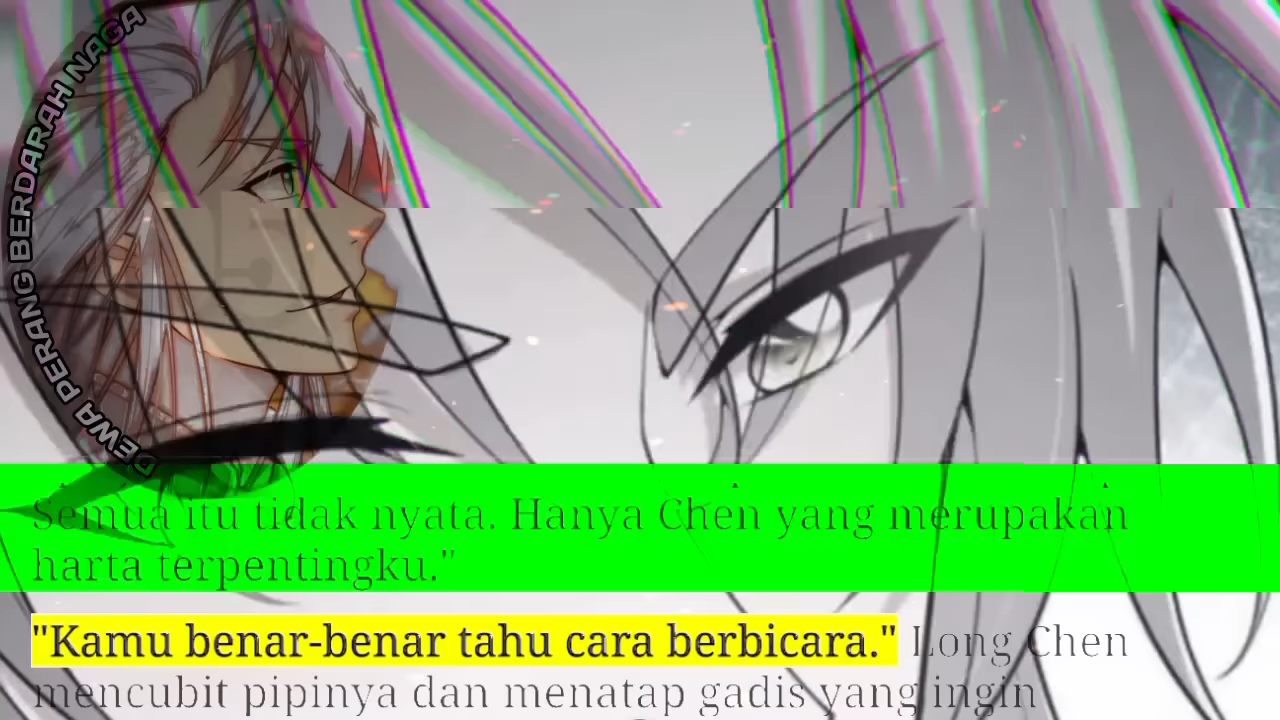 DEWA PERANG BERDARAH NAGA
Semua itu tidak nyata. Hanya Chen yang merupakan
harta terpentingku."
"Kamu benar-benar tahu cara berbicara." Long Chen
mencubit pipinya dan menatap gadis yang ingin